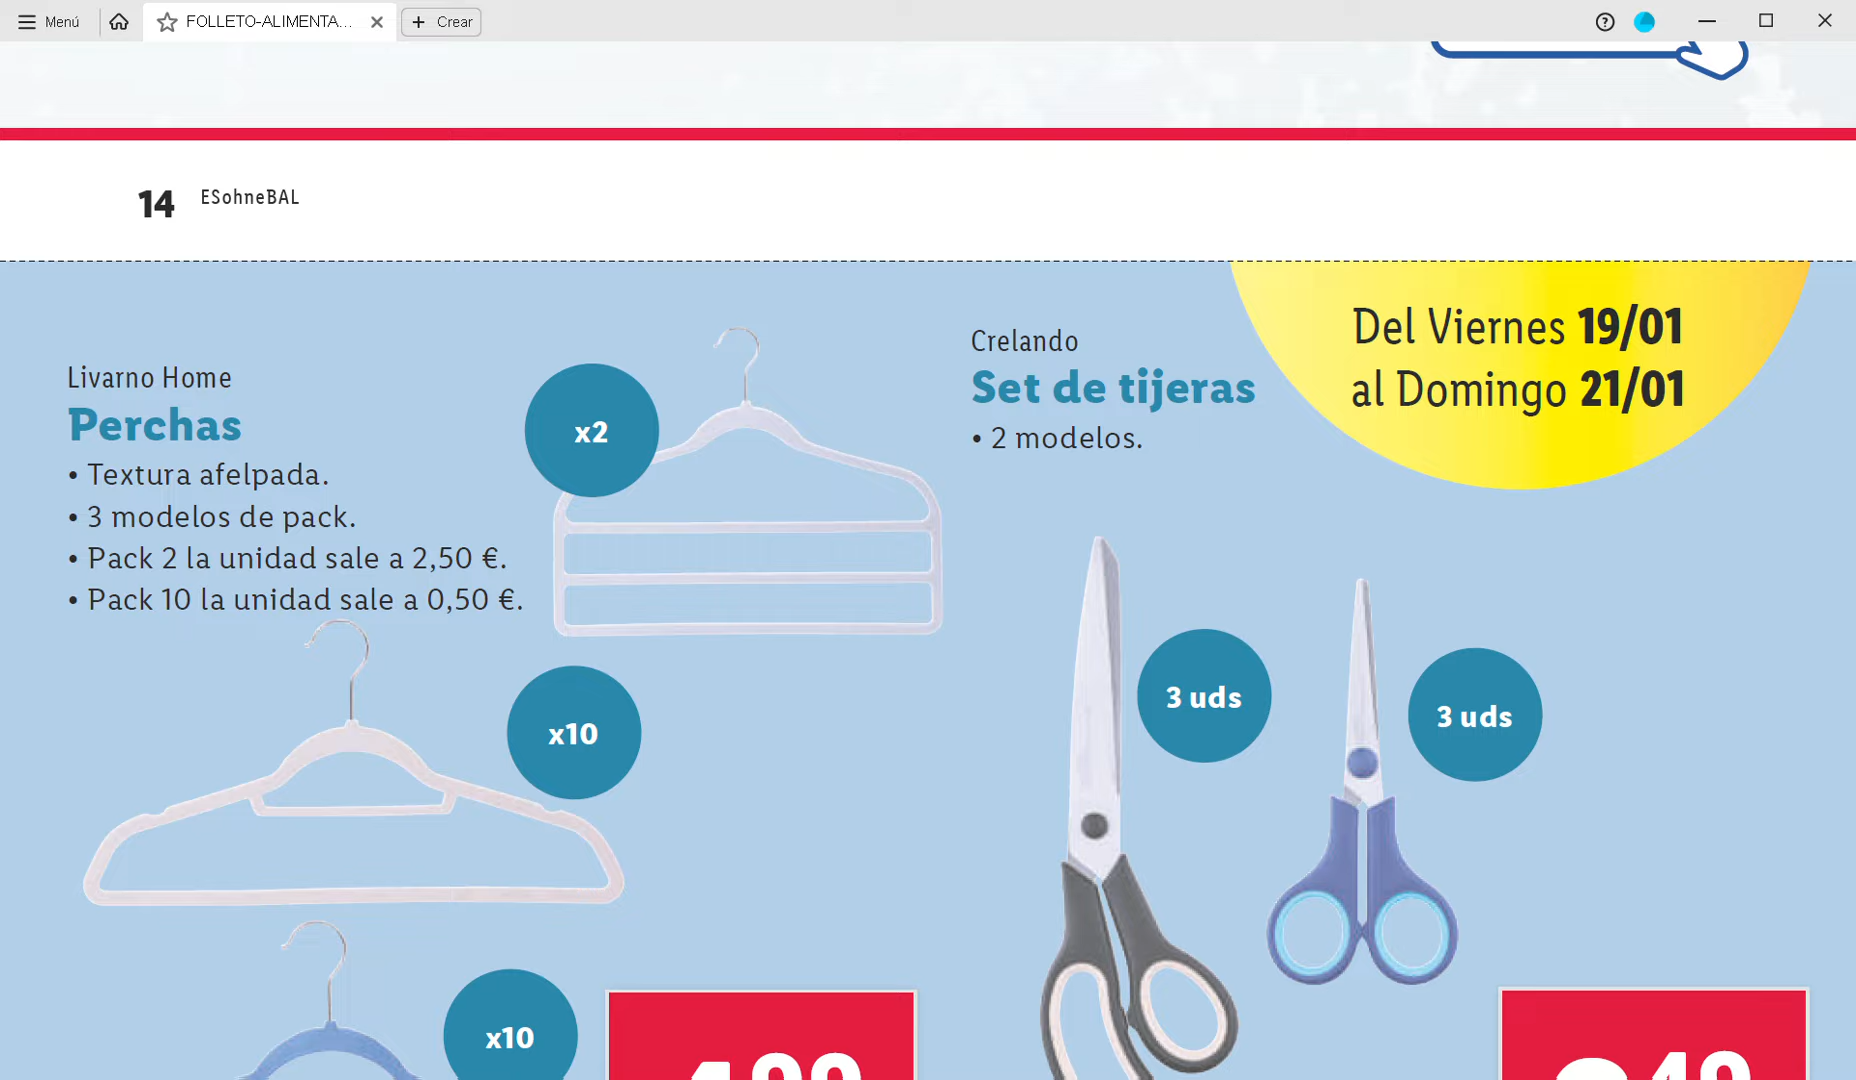 Menú
FOLLETO-ALIMENTA...
Crear
14 ESohneBAL
Livarno Home
Perchas
• Textura afelpada.
• 3 modelos de pack.
• Pack 2 la unidad sale a 2,50 €.
• Pack 10 la unidad sale a 0,50 €.
x2
x10
x10
Crelando
Set de tijeras
• 2 modelos.
Del Viernes 19/01
al Domingo 21/01
3 uds
3 uds